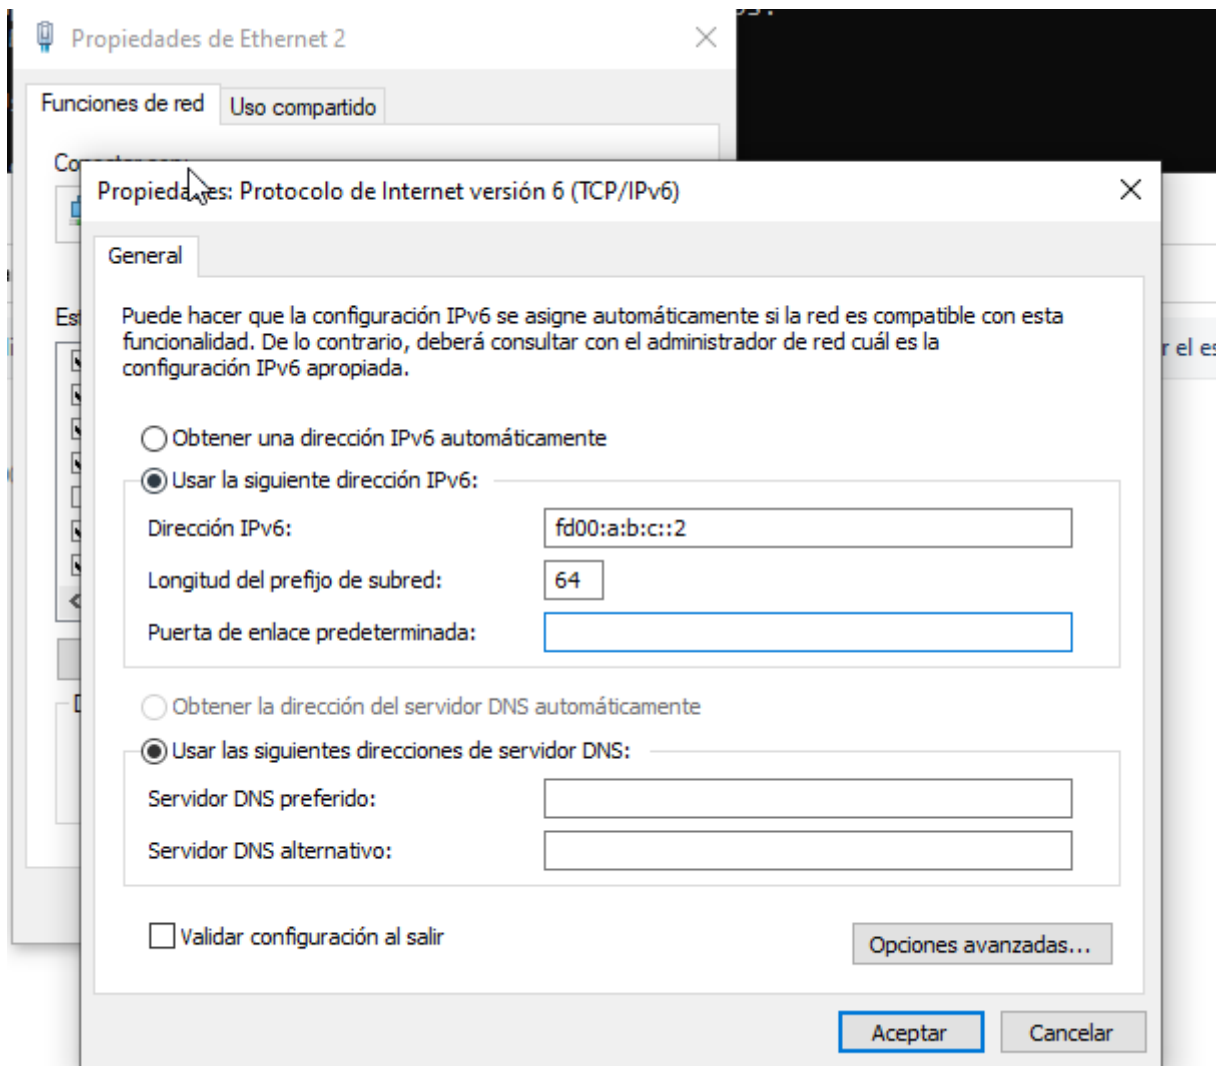 Propiedades de Ethernet 2
Funciones de red
Uso compartido
Propiedades: Protocolo de Internet versión 6 (TCP/IPv6)
General
Puede hacer que la configuración IPv6 se asigne automáticamente si la red es compatible con esta
funcionalidad. De lo contrario, deberá consultar con el administrador de red cuál es la
configuración IPv6 apropiada.
Obtener una dirección IPv6 automáticamente
Usar la siguiente dirección IPv6:
Dirección IPv6:
fd00:a:b:c::2
Longitud del prefijo de subred:
64
Puerta de enlace predeterminada:
Obtener la dirección del servidor DNS automáticamente
Usar las siguientes direcciones de servidor DNS:
Servidor DNS preferido:
Servidor DNS alternativo:
Validar configuración al salir
Opciones avanzadas...
Aceptar
Cancelar